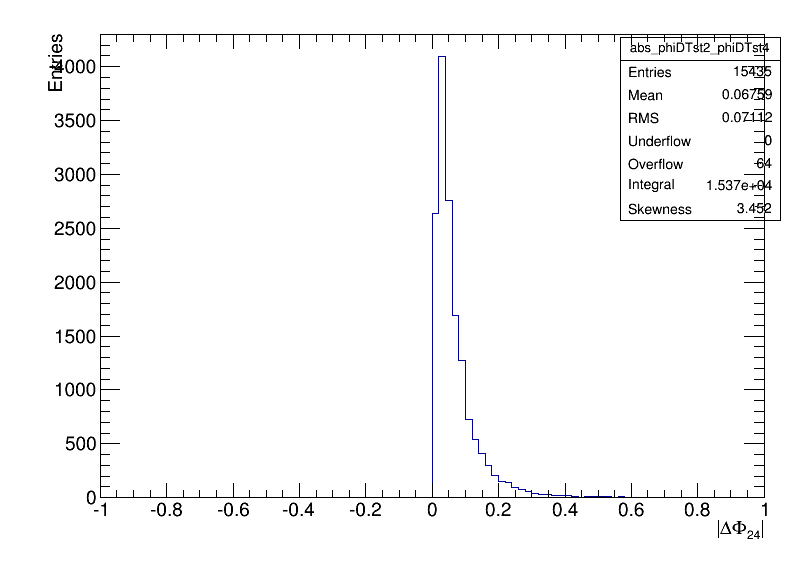 abs_phiDTst2_phiDTst4
Entries 15435
Mean 0.06759
RMS 0.07112
Underflow 0
Overflow 64
Integral 1.537e+04
Skewness 3.452
Entries
4000
3500
3000
2500
2000
1500
1000
500
0
-1 -0.8 -0.6 -0.4 -0.2 0 0.2 0.4 0.6 0.8 1
|ΔΦ24|